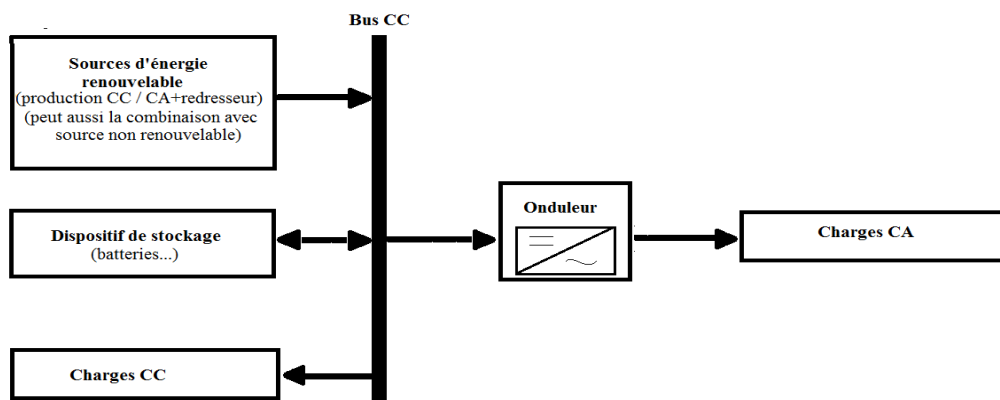 Bus CC
Sources d'énergie
renouvelable
(production CC / CA+redresseur)
(peut aussi la combinaison avec
source non renouvelable)
Dispositif de stockage
(batteries...)
Onduleur
Charges CA
Charges CC